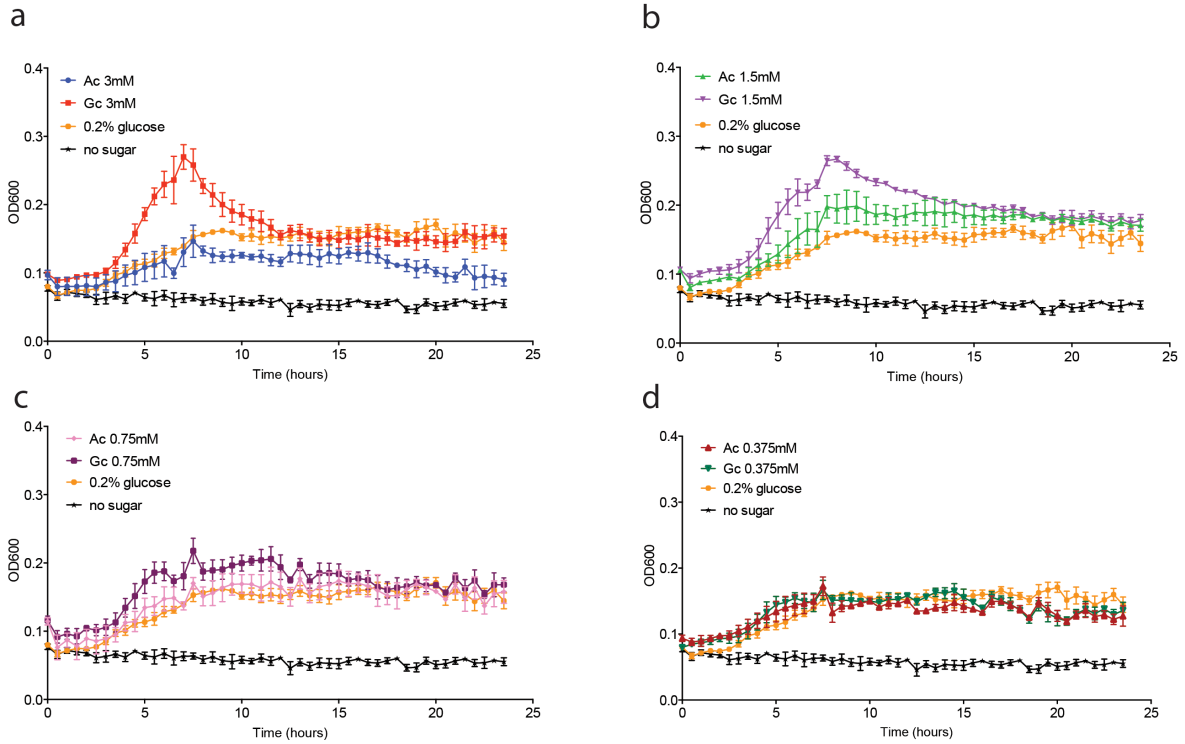 a
0.4
0.3
0.2
0.1
0.0
OD600
Ac 3mM
Gc 3mM
0.2% glucose
no sugar
0 5 10 15 20 25
Time (hours)
b
0.4
0.3
0.2
0.1
0.0
OD600
Ac 1.5mM
Gc 1.5mM
0.2% glucose
no sugar
0 5 10 15 20 25
Time (hours)
c
0.4
0.3
0.2
0.1
0.0
OD600
Ac 0.75mM
Gc 0.75mM
0.2% glucose
no sugar
0 5 10 15 20 25
Time (hours)
d
0.4
0.3
0.2
0.1
0.0
OD600
Ac 0.375mM
Gc 0.375mM
0.2% glucose
no sugar
0 5 10 15 20 25
Time (hours)